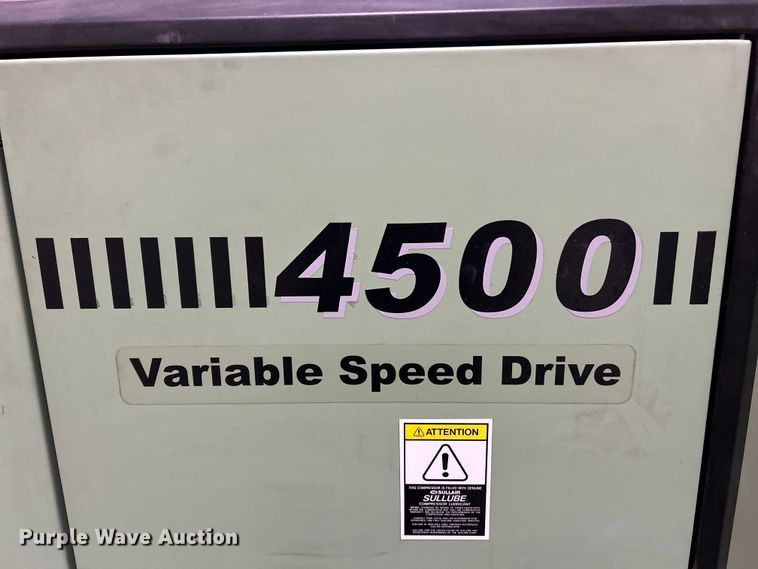 4500
Variable Speed Drive
ATTENTION
THIS COMPRESSOR IS FILLED WITH GENUINE
SULLAIR
SULLUBE
COMPRESSOR LUBRICANT
Purple Wave Auction